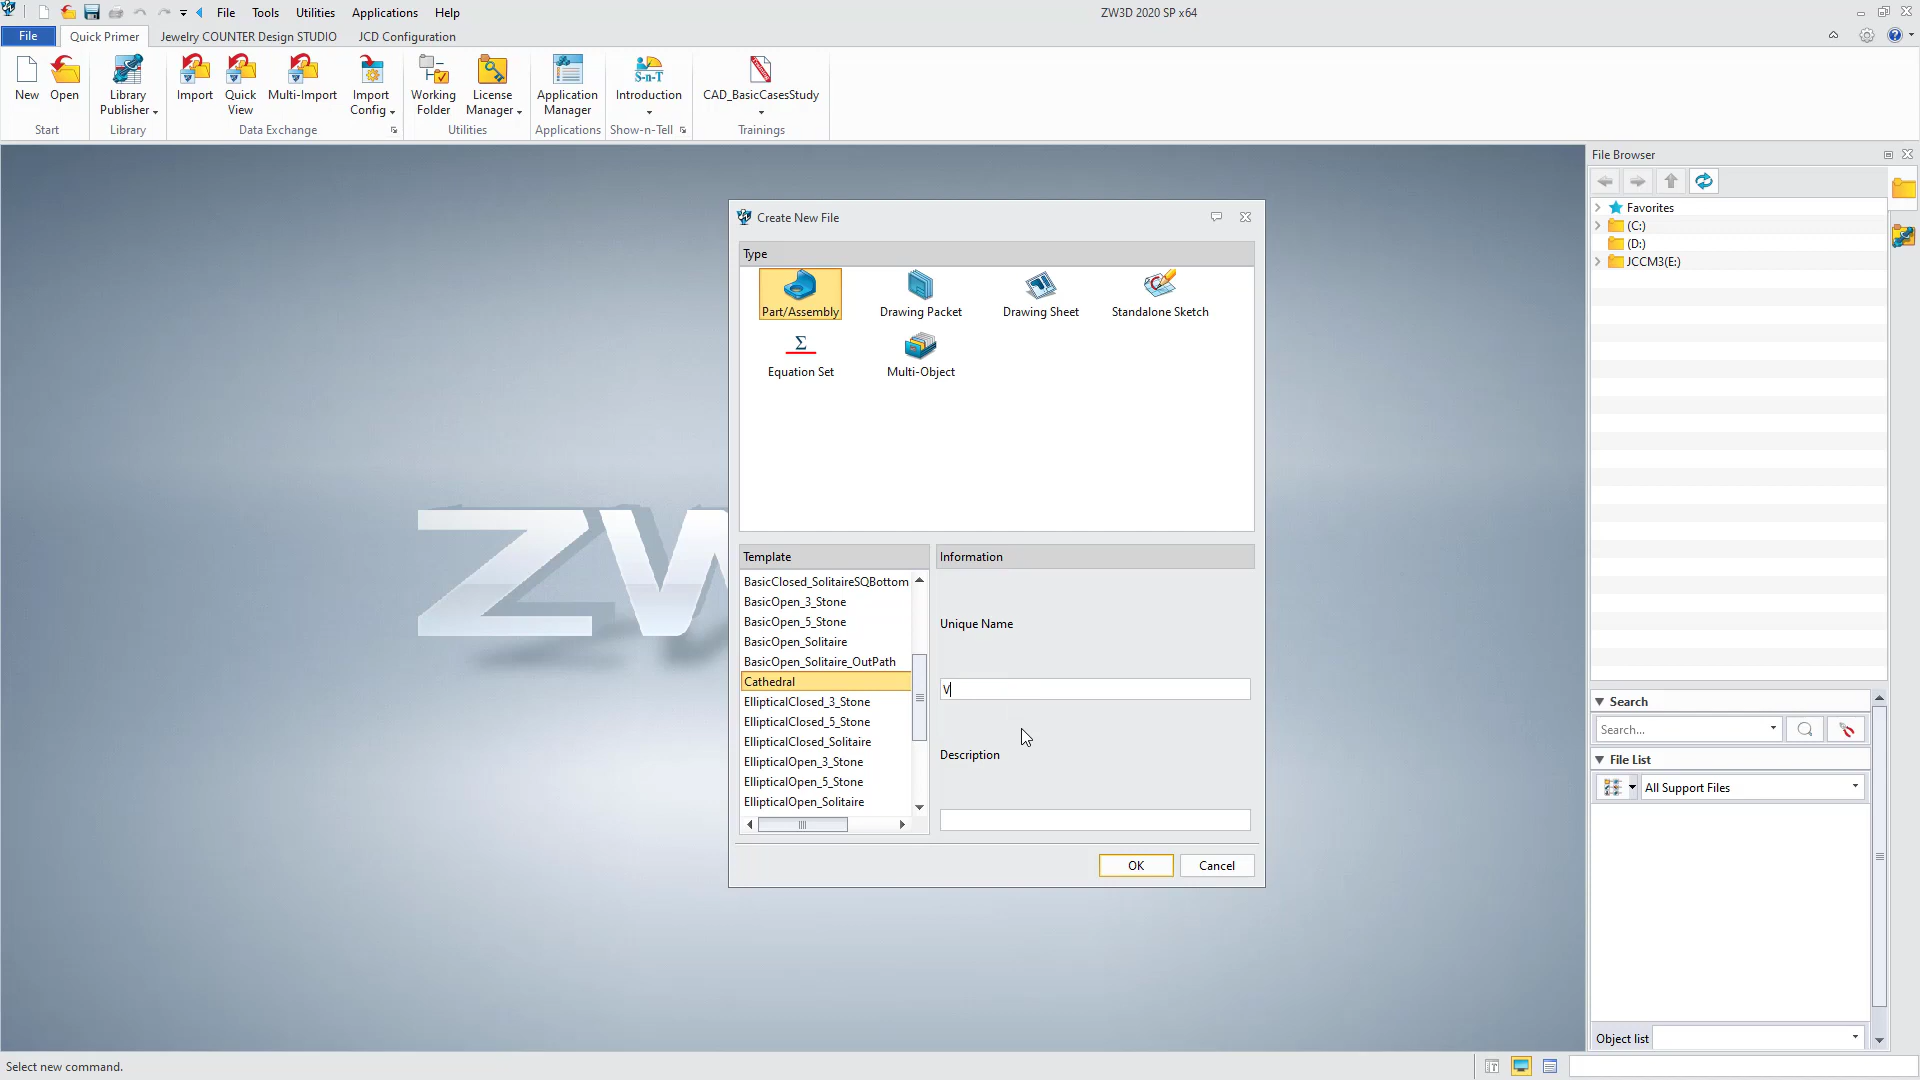 File Tools Utilities Applications Help ZW3D 2020 SP x64
File Quick Primer Jewelry COUNTER Design STUDIO JCD Configuration
New Open Library Publisher Import Quick View Multi-Import Import Config Working Folder License Manager Application Manager S-n-T Introduction CAD_BasicCasesStudy
Start Library Data Exchange Utilities Applications Show-n-Tell Trainings
ZW
Create New File
Type
Part/Assembly Drawing Packet Drawing Sheet Standalone Sketch
Equation Set Multi-Object
Template
BasicClosed_SolitaireSQBottom
BasicOpen_3_Stone
BasicOpen_5_Stone
BasicOpen_Solitaire
BasicOpen_Solitaire_OutPath
Cathedral
EllipticalClosed_3_Stone
EllipticalClosed_5_Stone
EllipticalClosed_Solitaire
EllipticalOpen_3_Stone
EllipticalOpen_5_Stone
EllipticalOpen_Solitaire
Information
Unique Name
V
Description
OK Cancel
File Browser
Favorites
(C:)
(D:)
JCCM3(E:)
Search
Search...
File List
All Support Files
Object list
Select new command.